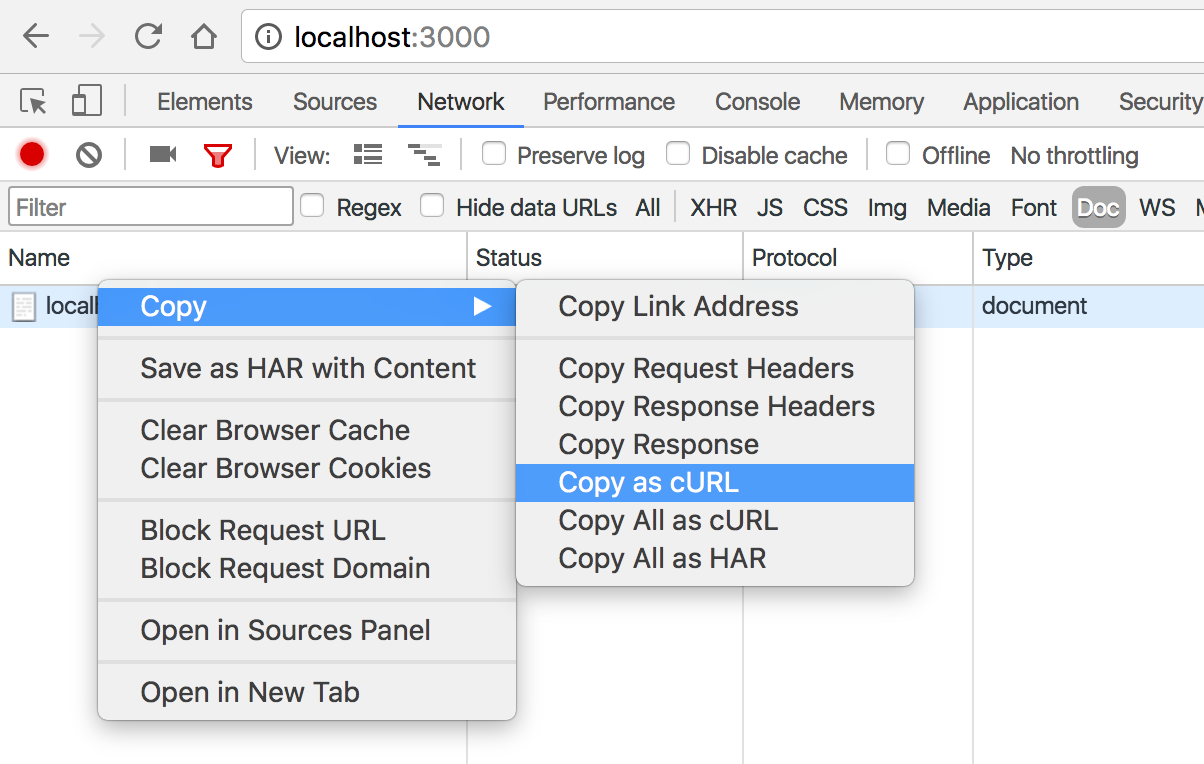 localhost:3000
Elements Sources Network Performance Console Memory Application Security
View: Preserve log Disable cache Offline No throttling
Filter Regex Hide data URLs All XHR JS CSS Img Media Font Doc WS
Name Status Protocol Type
document
Copy
Save as HAR with Content
Clear Browser Cache
Clear Browser Cookies
Block Request URL
Block Request Domain
Open in Sources Panel
Open in New Tab
Copy Link Address
Copy Request Headers
Copy Response Headers
Copy Response
Copy as cURL
Copy All as cURL
Copy All as HAR